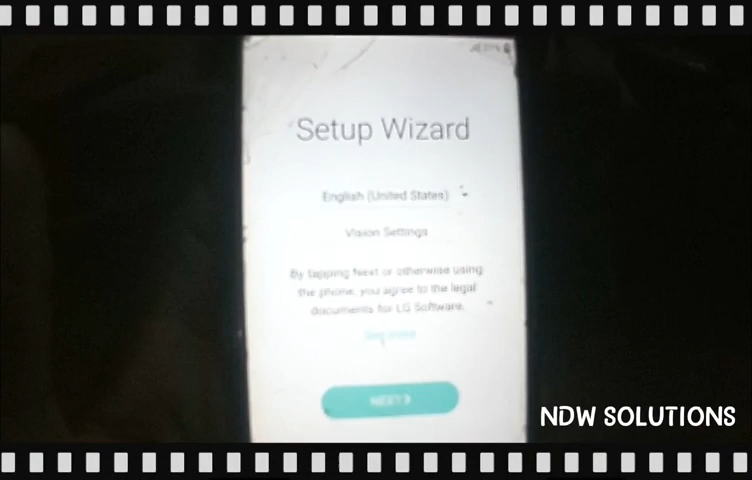 Setup Wizard
English (United States)
Vision Settings
By tapping Next or otherwise using
the phone, you agree to the legal
documents for LG Software.
NEXT
NDW SOLUTIONS